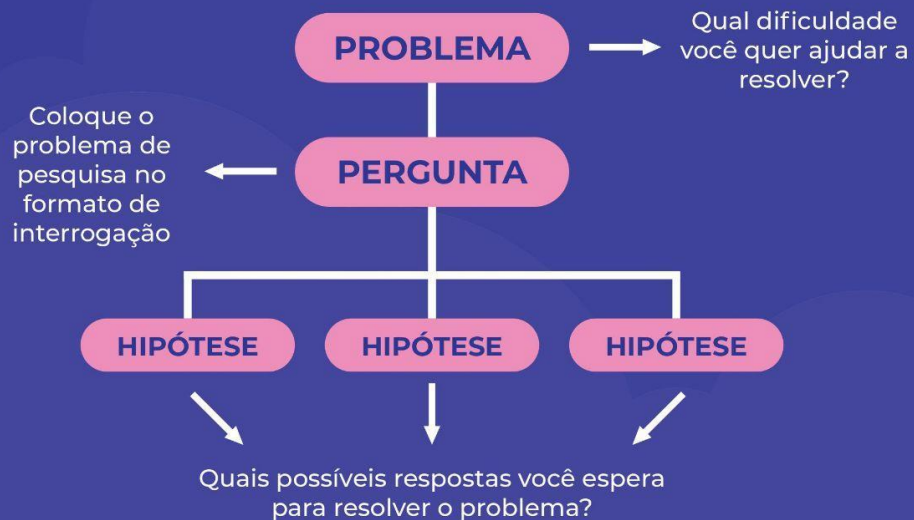 PROBLEMA
Qual dificuldade
você quer ajudar a
resolver?
Coloque o
problema de
pesquisa no
formato de
interrogação
PERGUNTA
HIPÓTESE
HIPÓTESE
HIPÓTESE
Quais possíveis respostas você espera
para resolver o problema?